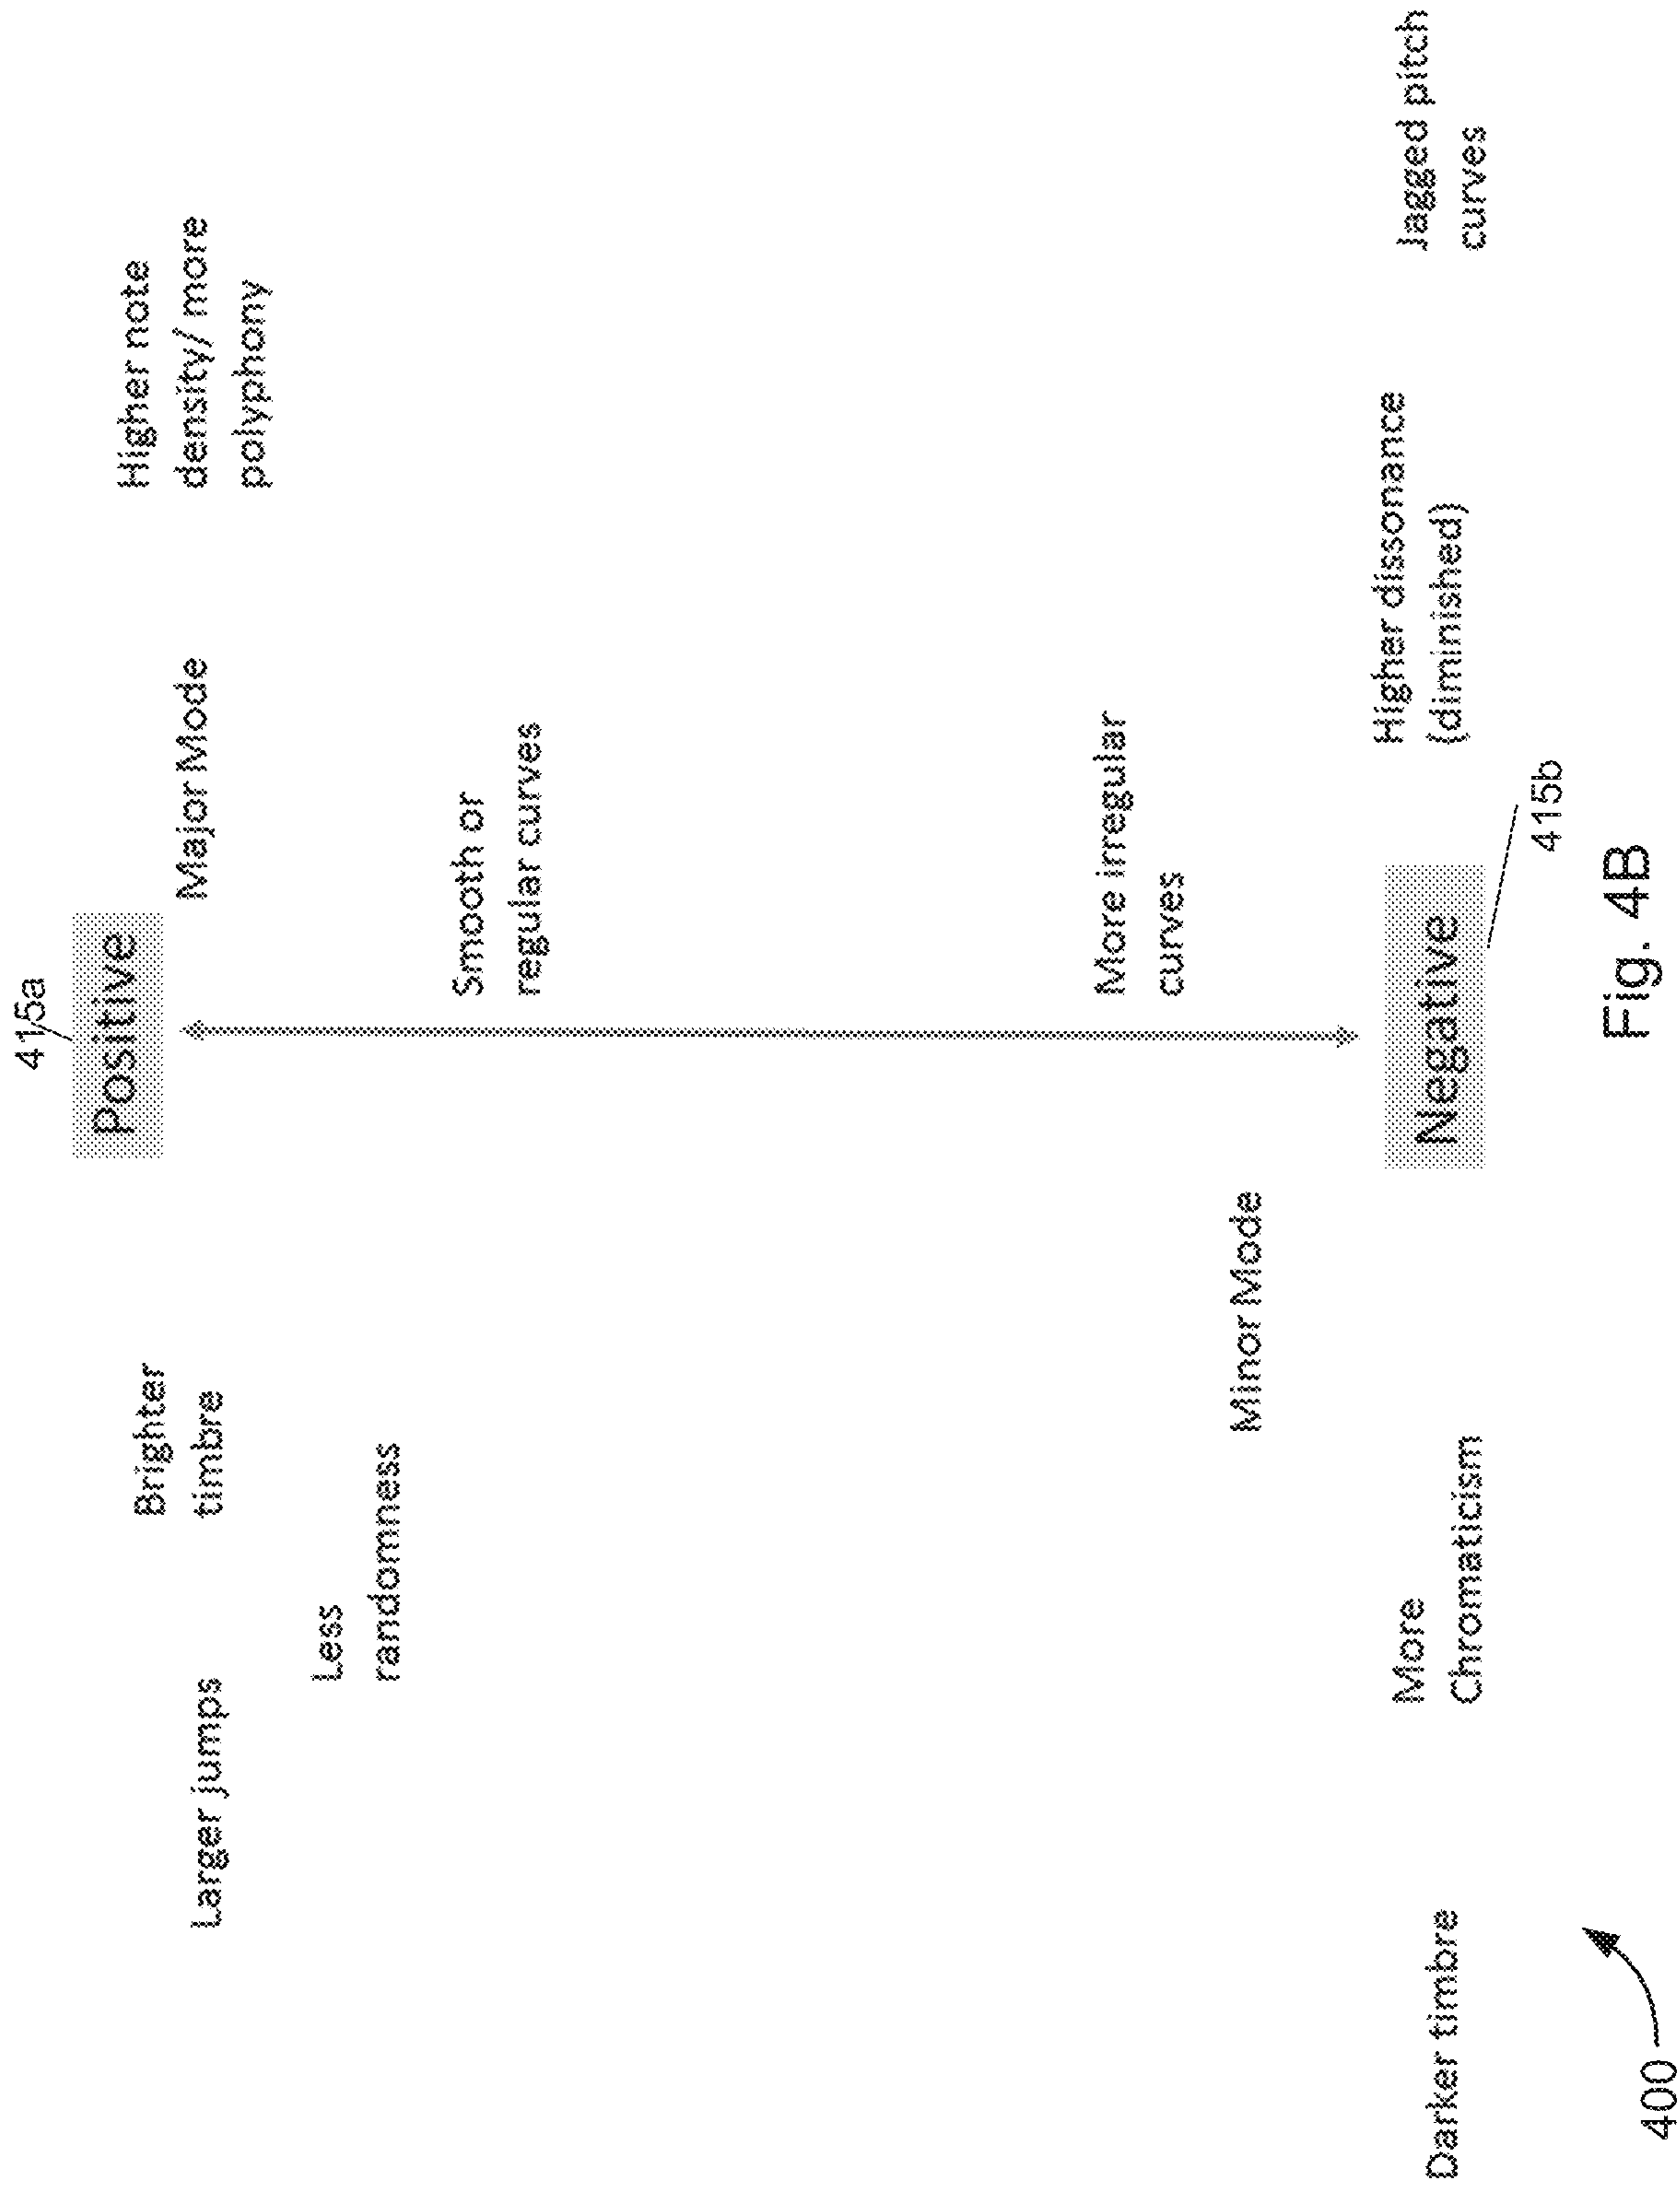 415a
Positive
Higher note
density/ more
polyphony
Brighter
timbre
Major Mode
Larger jumps
Less
randomness
Smooth or
regular curves
More irregular
curves
Minor Mode
Higher dissonance
(diminished)
Jagged pitch
curves
More
Chromaticism
Negative
Darker timbre
415b
400
Fig. 4B